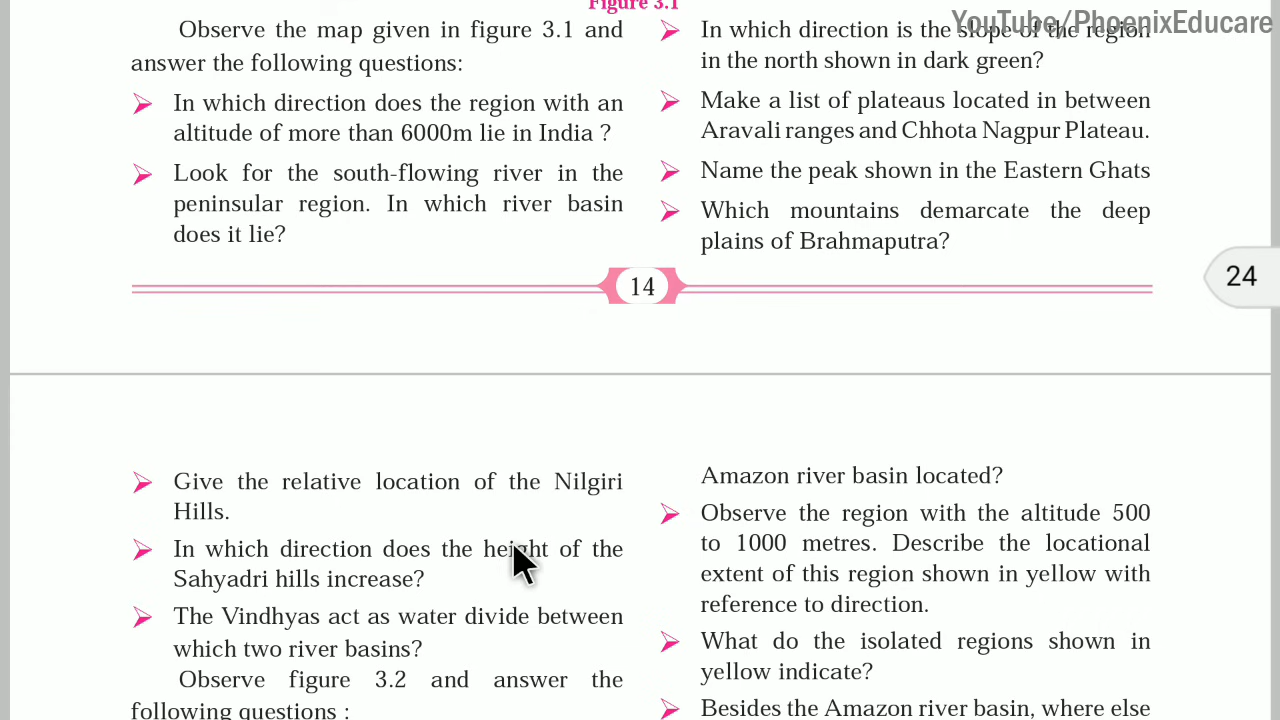 Figure 3.1
YouTube/PhoenixEducare
Observe the map given in figure 3.1 and
answer the following questions:
➢ In which direction does the region with an
altitude of more than 6000m lie in India ?
➢ Look for the south-flowing river in the
peninsular region. In which river basin
does it lie?
➢ In which direction is the slope of the region
in the north shown in dark green?
➢ Make a list of plateaus located in between
Aravali ranges and Chhota Nagpur Plateau.
➢ Name the peak shown in the Eastern Ghats
➢ Which mountains demarcate the deep
plains of Brahmaputra?
14
24
➢ Give the relative location of the Nilgiri
Hills.
➢ In which direction does the height of the
Sahyadri hills increase?
➢ The Vindhyas act as water divide between
which two river basins?
Observe figure 3.2 and answer the
following questions :
Amazon river basin located?
➢ Observe the region with the altitude 500
to 1000 metres. Describe the locational
extent of this region shown in yellow with
reference to direction.
➢ What do the isolated regions shown in
yellow indicate?
➢ Besides the Amazon river basin, where else